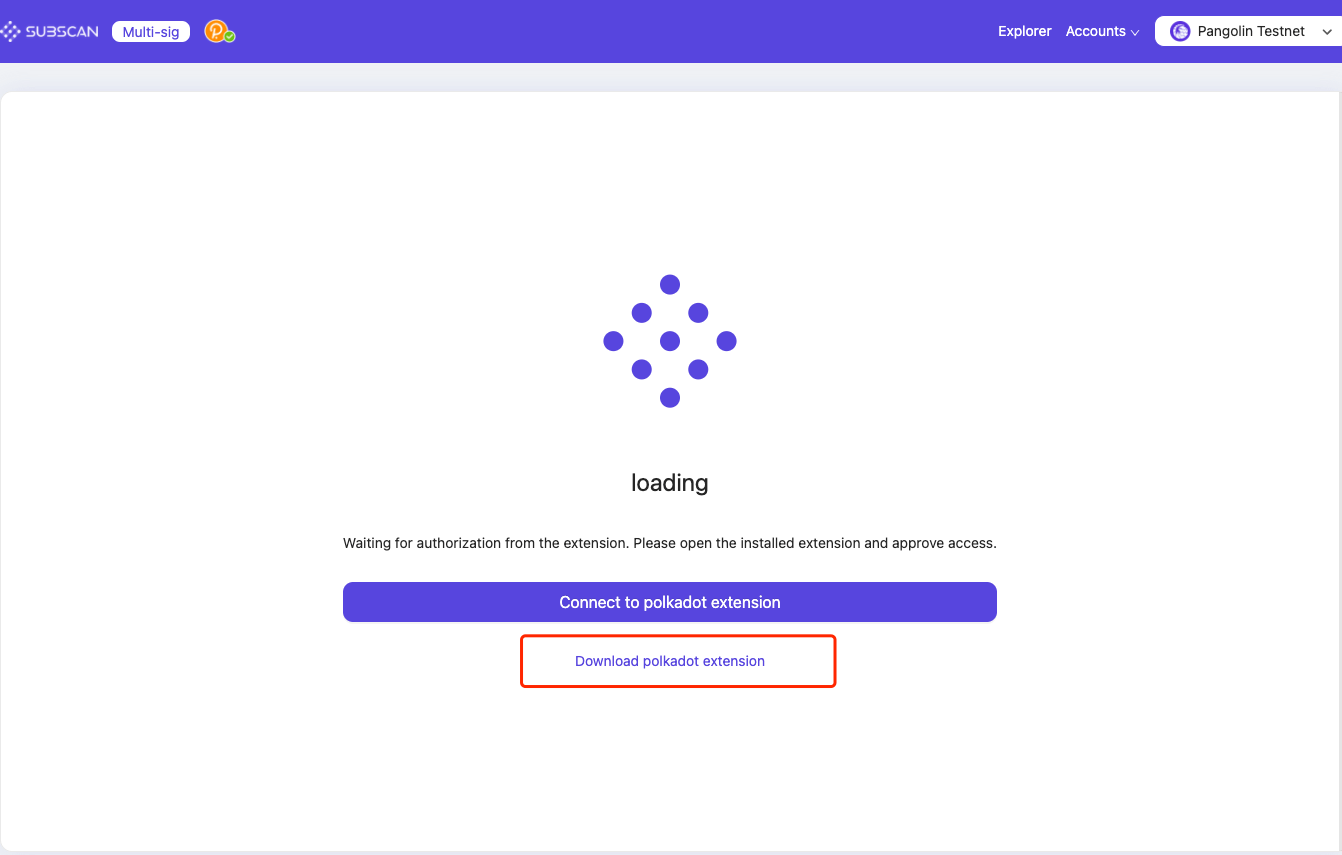 SUBSCAN Multi-sig Explorer Accounts Pangolin Testnet
loading
Waiting for authorization from the extension. Please open the installed extension and approve access.
Connect to polkadot extension
Download polkadot extension